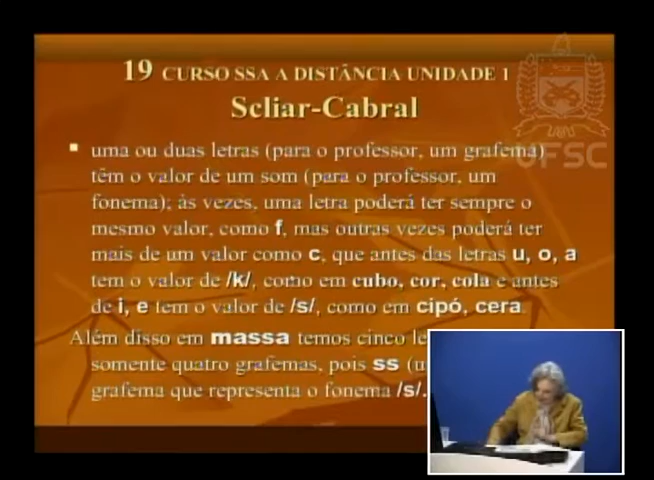 19 CURSO SSA A DISTÂNCIA UNIDADE 1
Scliar-Cabral
uma ou duas letras (para o professor, um grafema)
têm o valor de um som (para o professor, um
fonema); às vezes, uma letra poderá ter sempre o
mesmo valor, como f, mas outras vezes poderá ter
mais de um valor como c, que antes das letras u, o, a
tem o valor de /k/, como em cubo, cor, cola e antes
de i, e tem o valor de /s/, como em cipó, cera.
Além disso em massa temos cinco
somente quatro grafemas, pois ss
grafema que representa o fonema /s/.
UFSC